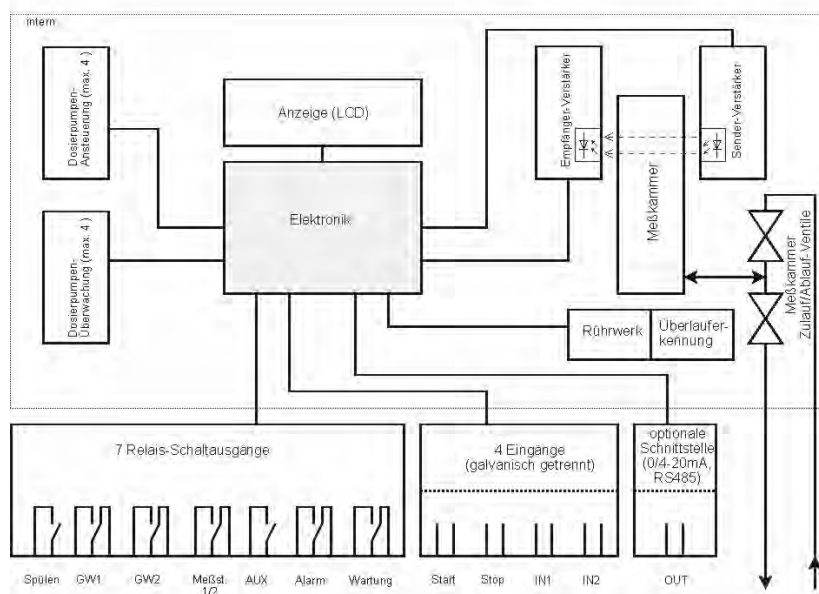 intern
Dosierpumpen-
Ansteuerung (max. 4)
Anzeige (LCD)
Empfänger-Verstärker
Sender-Verstärker
Elektronik
Meßkammer
Dosierpumpen-
Überwachung (max. 4)
Meßkammer
Zulauf/Ablauf-Ventile
Rührwerk
Überlaufer-
kennung
7 Relais-Schaltausgänge
4 Eingänge
(galvanisch getrennt)
optionale
Schnittstelle
(0/4-20mA,
RS485)
Spülen
GW1
GW2
Meßst.
1/2
AUX
Alarm
Wartung
Start
Stop
IN1
IN2
OUT